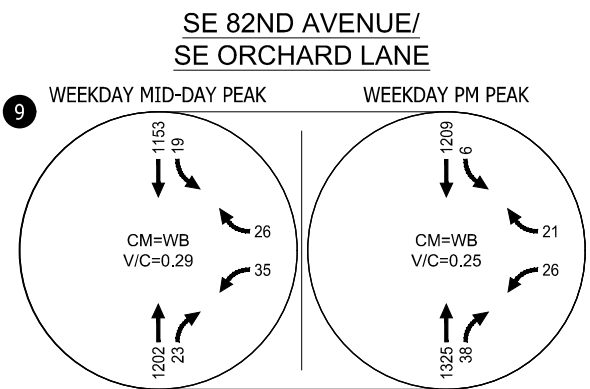 SE 82ND AVENUE/
SE ORCHARD LANE
WEEKDAY MID-DAY PEAK
WEEKDAY PM PEAK
9
1153
19
26
35
CM=WB
V/C=0.29
1202
23
1209
6
21
26
CM=WB
V/C=0.25
1325
38